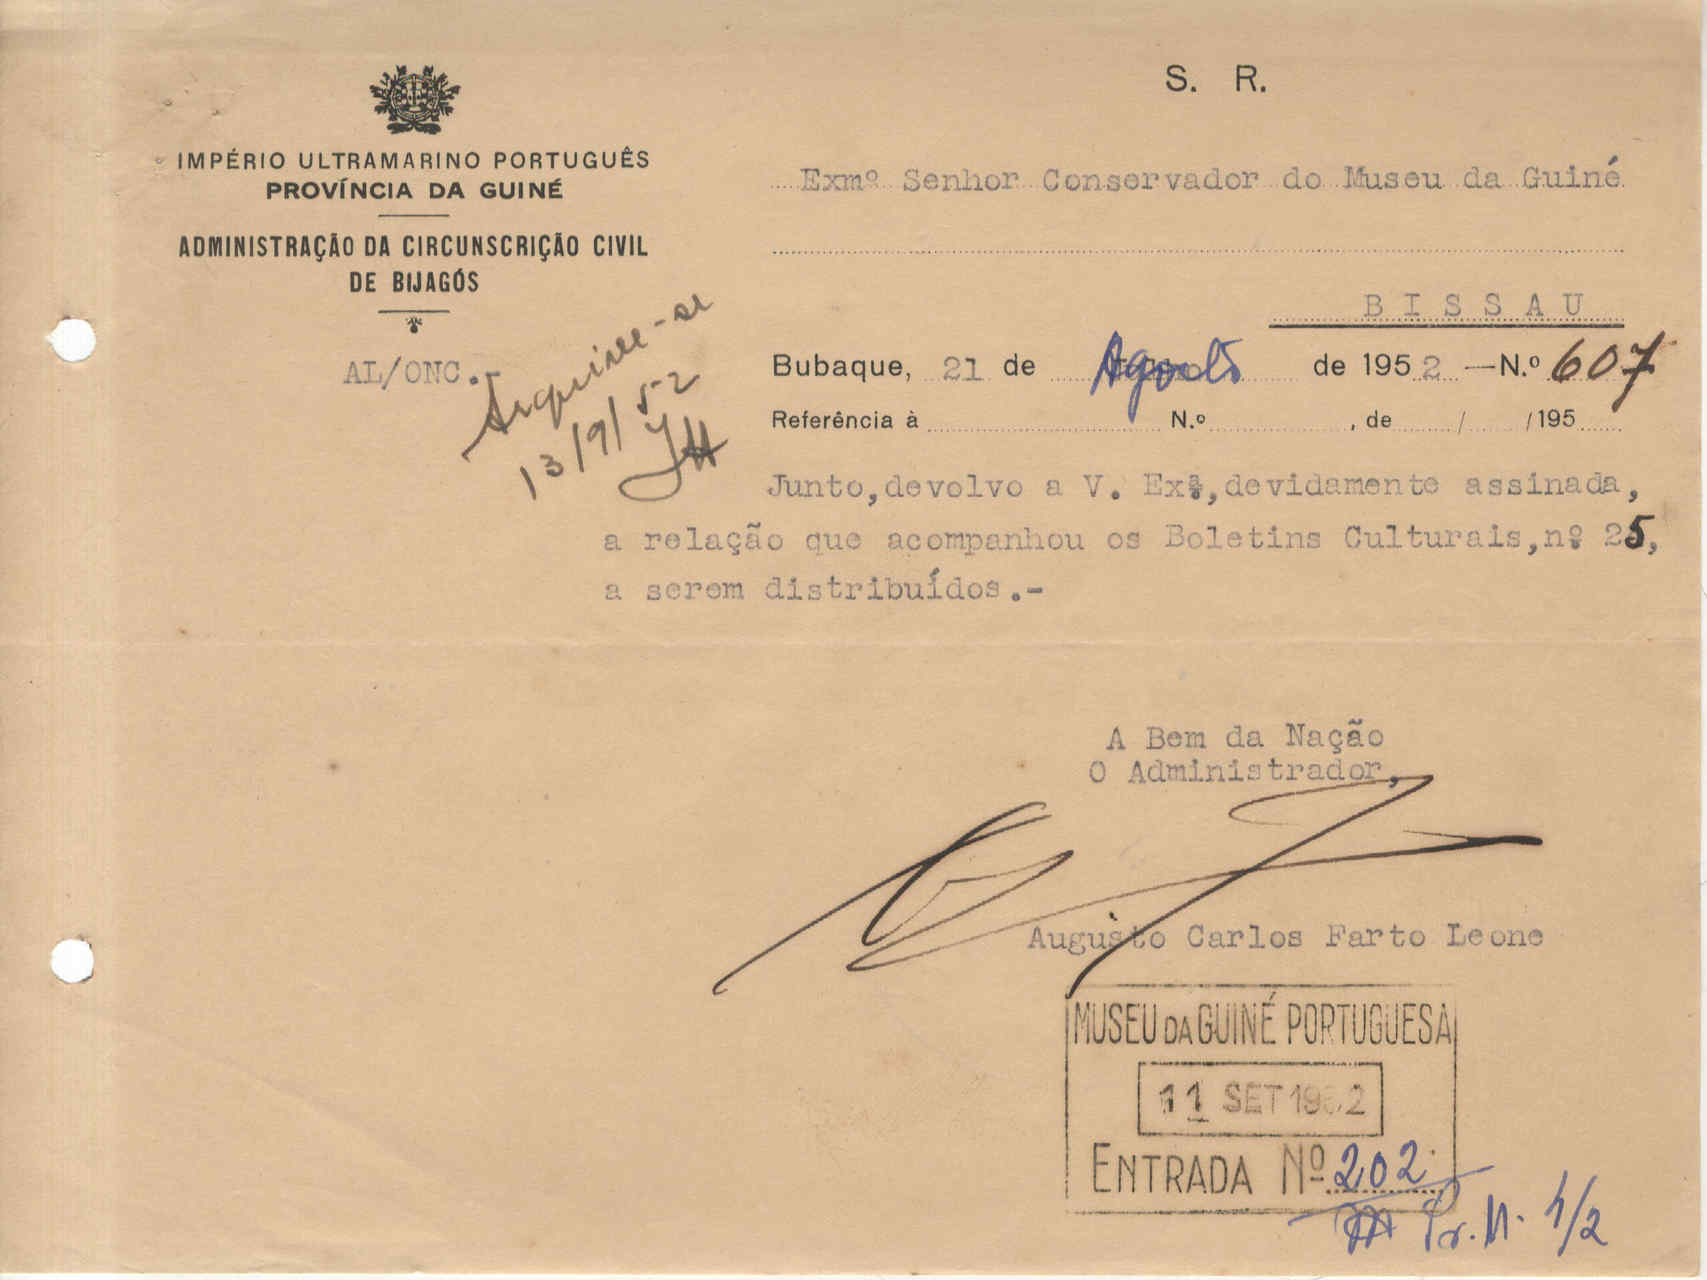 S. R.
IMPÉRIO ULTRAMARINO PORTUGUÊS
PROVÍNCIA DA GUINÉ
ADMINISTRAÇÃO DA CIRCUNSCRIÇÃO CIVIL
DE BIJAGÓS
AL/ONC.-
Arquive-se
13/9/52
Exmº Senhor Conservador do Museu da Guiné
BISSAU
Bubaque, 21 de Agosto de 1952 — N.º 607
Referência à N.º , de / /195
Junto,devolvo a V. Exª,devidamente assinada,
a relação que acompanhou os Boletins Culturais,nº 25,
a serem distribuídos.-
A Bem da Nação
O Administrador,
Augusto Carlos Farto Leone
MUSEU DA GUINÉ PORTUGUESA
11 SET 1952
ENTRADA Nº 202
Pr. N. h/2